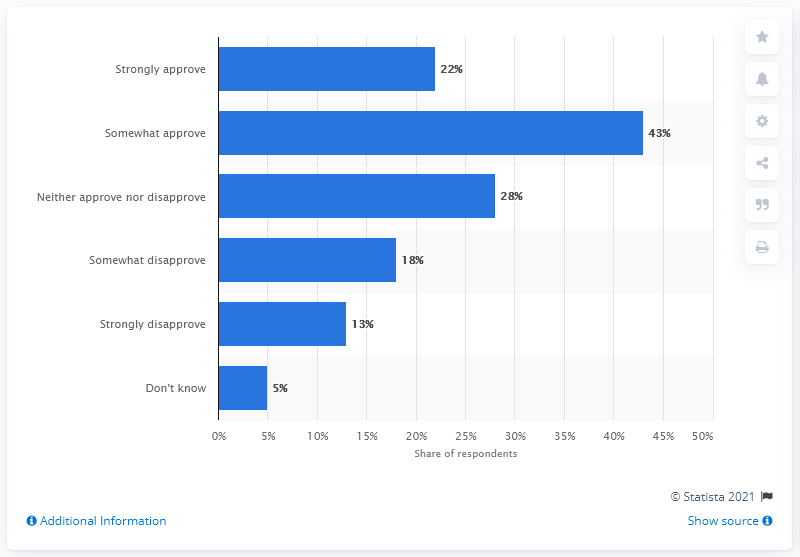 Strongly approve 22%
Somewhat approve 43%
Neither approve nor disapprove 28%
Somewhat disapprove 18%
Strongly disapprove 13%
Don't know 5%
0% 5% 10% 15% 20% 25% 30% 35% 40% 45% 50%
Share of respondents
© Statista 2021
Additional Information Show source